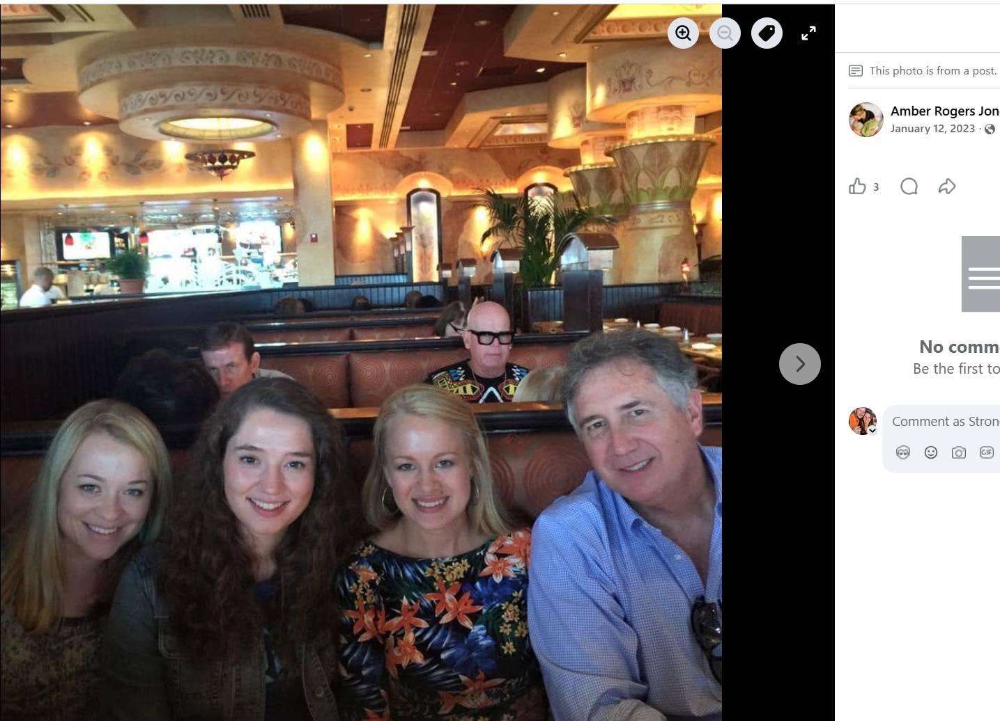 This photo is from a post.
Amber Rogers Jon
January 12, 2023 ·
3
No comm
Be the first to
Comment as Stron
GIF